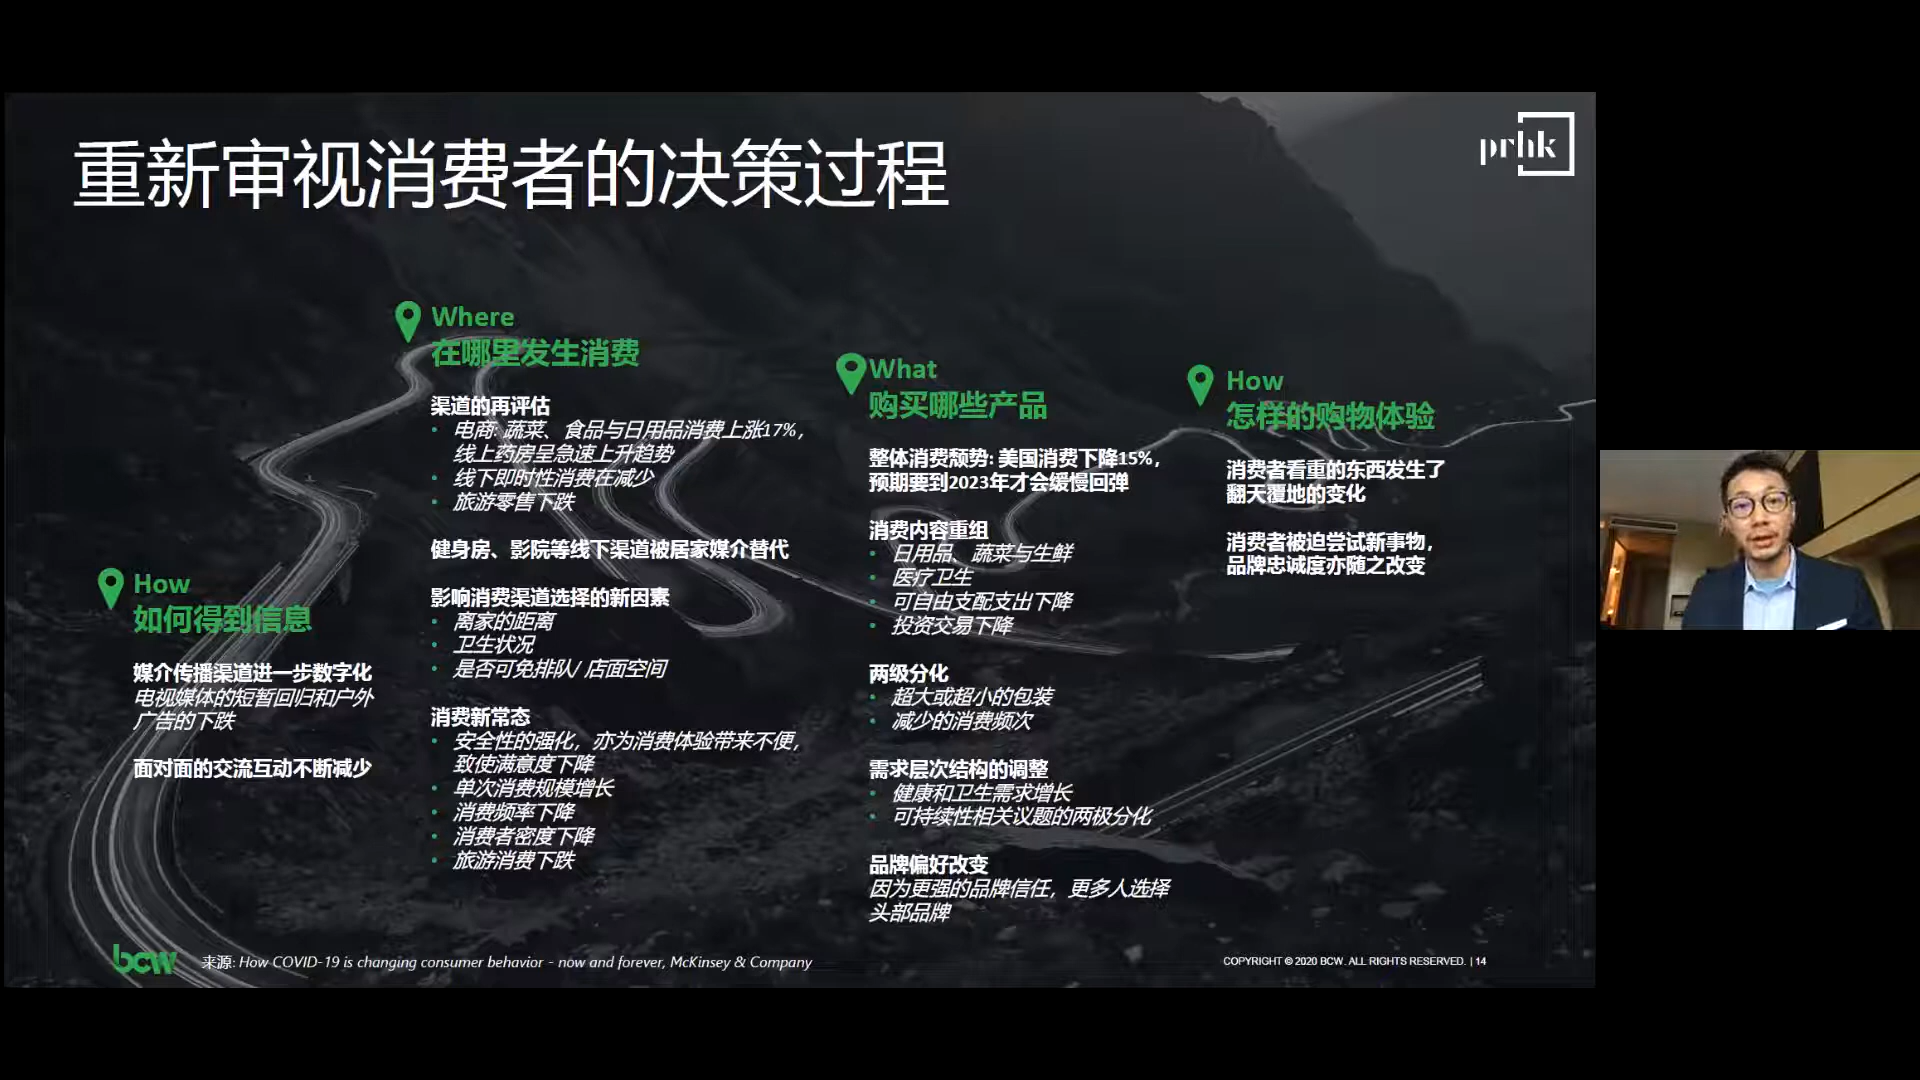 重新审视消费者的决策过程
prhk
How
如何得到信息
媒介传播渠道进一步数字化
电视媒体的短暂回归和户外
广告的下跌
面对面的交流互动不断减少
Where
在哪里发生消费
渠道的再评估
• 电商: 蔬菜、食品与日用品消费上涨17%，
线上药房呈急速上升趋势
• 线下即时性消费在减少
• 旅游零售下跌
健身房、影院等线下渠道被居家媒介替代
影响消费渠道选择的新因素
• 离家的距离
• 卫生状况
• 是否可免排队/ 店面空间
消费新常态
• 安全性的强化，亦为消费体验带来不便，
致使满意度下降
• 单次消费规模增长
• 消费频率下降
• 消费者密度下降
• 旅游消费下跌
What
购买哪些产品
整体消费颓势: 美国消费下降15%，
预期要到2023年才会缓慢回弹
消费内容重组
• 日用品、蔬菜与生鲜
• 医疗卫生
• 可自由支配支出下降
• 投资交易下降
两级分化
• 超大或超小的包装
• 减少的消费频次
需求层次结构的调整
• 健康和卫生需求增长
• 可持续性相关议题的两极分化
品牌偏好改变
因为更强的品牌信任，更多人选择
头部品牌
How
怎样的购物体验
消费者看重的东西发生了
翻天覆地的变化
消费者被迫尝试新事物，
品牌忠诚度亦随之改变
bcw
来源: How COVID-19 is changing consumer behavior - now and forever, McKinsey & Company
COPYRIGHT © 2020 BCW. ALL RIGHTS RESERVED. | 14